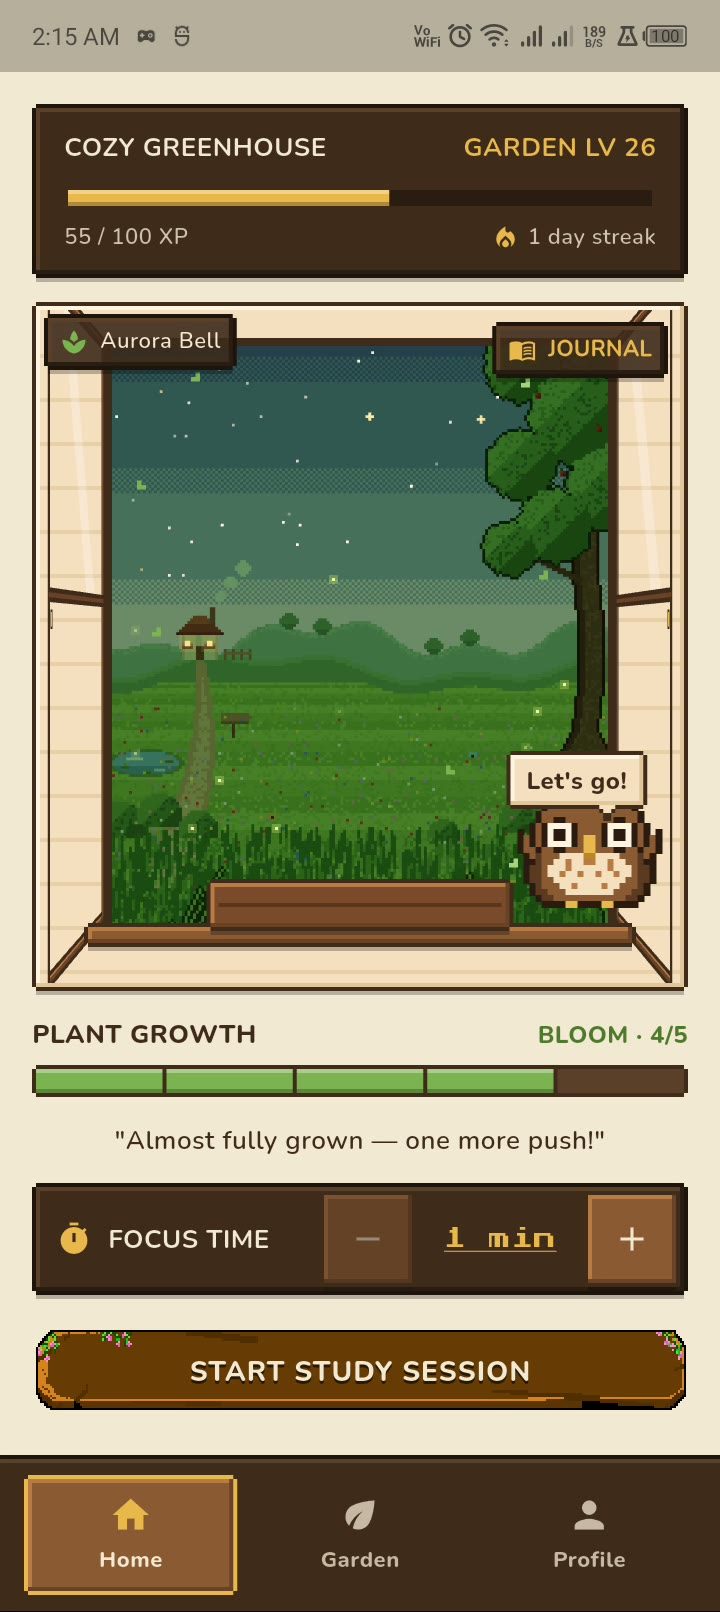 2:15 AM
Vo WiFi
189 B/S
100
COZY GREENHOUSE
GARDEN LV 26
55 / 100 XP
1 day streak
Aurora Bell
JOURNAL
Let's go!
PLANT GROWTH
BLOOM · 4/5
"Almost fully grown — one more push!"
FOCUS TIME
−
1 min
+
START STUDY SESSION
Home
Garden
Profile